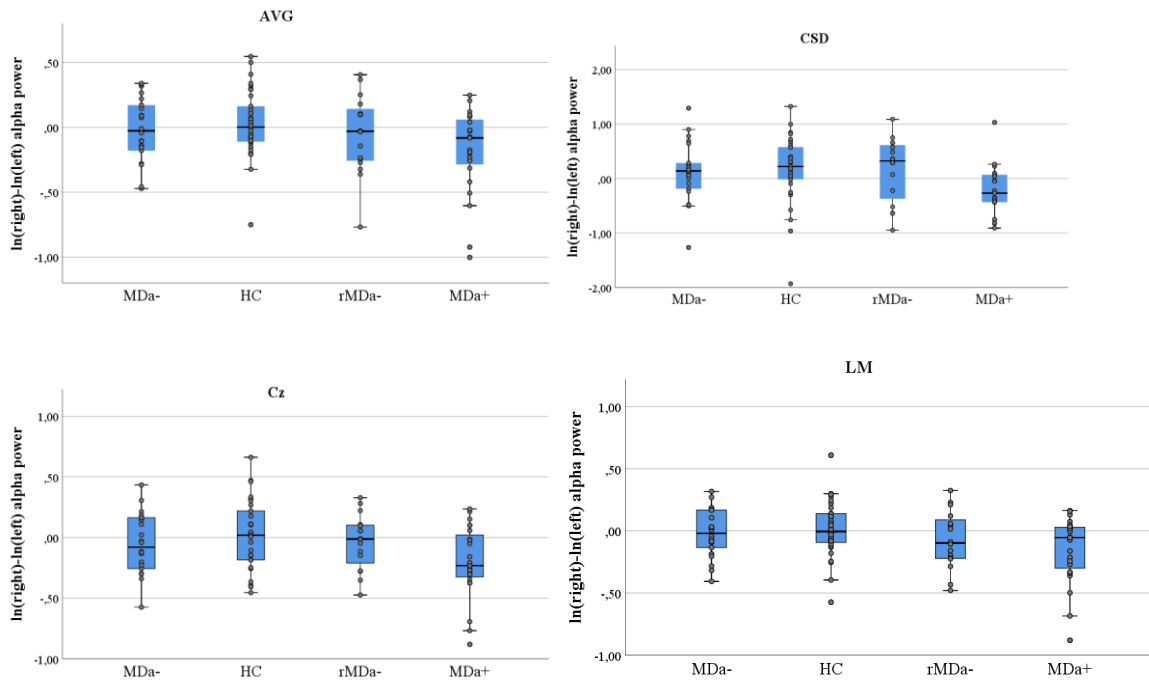 AVG
ln(right)-ln(left) alpha power
,50
,00
-,50
-1,00
MDa- HC rMDa- MDa+
CSD
ln(right)-ln(left) alpha power
2,00
1,00
,00
-1,00
-2,00
MDa- HC rMDa- MDa+
Cz
ln(right)-ln(left) alpha power
1,00
,50
,00
-,50
-1,00
MDa- HC rMDa- MDa+
LM
ln(right)-ln(left) alpha power
1,00
,50
,00
-,50
-1,00
MDa- HC rMDa- MDa+